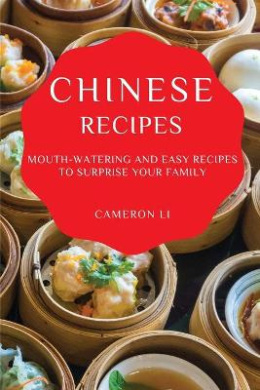 CHINESE
RECIPES
MOUTH-WATERING AND EASY RECIPES
TO SURPRISE YOUR FAMILY
CAMERON LI